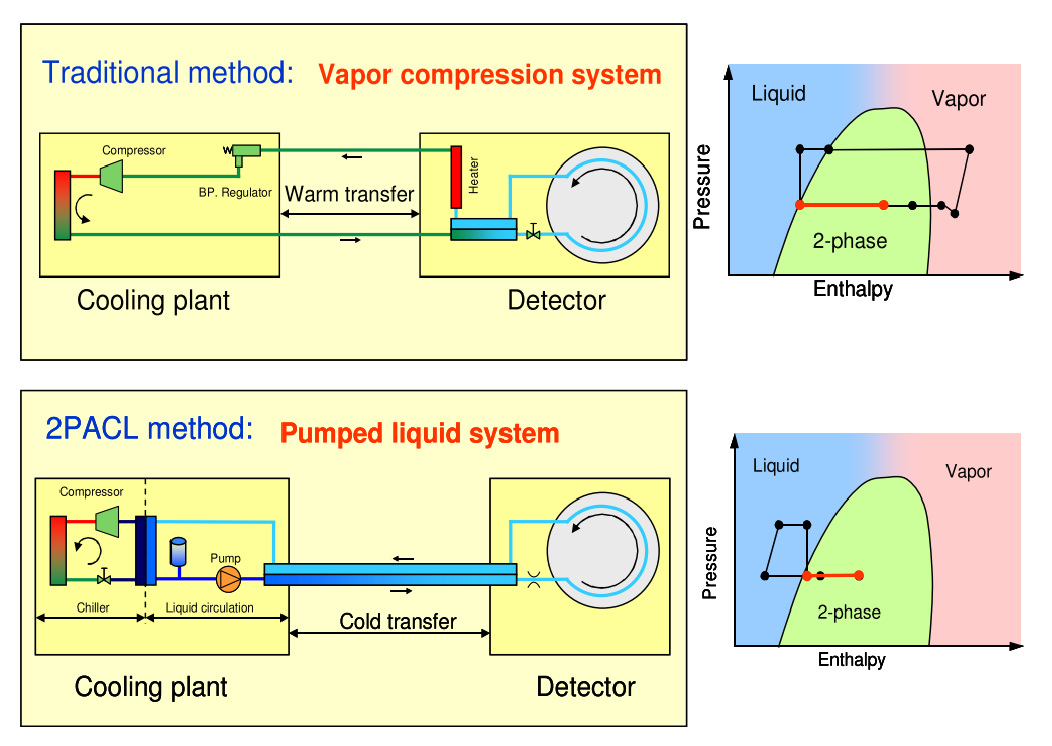 Traditional method: Vapor compression system
Compressor
BP. Regulator
Warm transfer
Heater
Cooling plant
Detector
Liquid
Vapor
Pressure
2-phase
Enthalpy
2PACL method: Pumped liquid system
Compressor
Pump
Chiller
Liquid circulation
Cold transfer
Cooling plant
Detector
Liquid
Vapor
Pressure
2-phase
Enthalpy